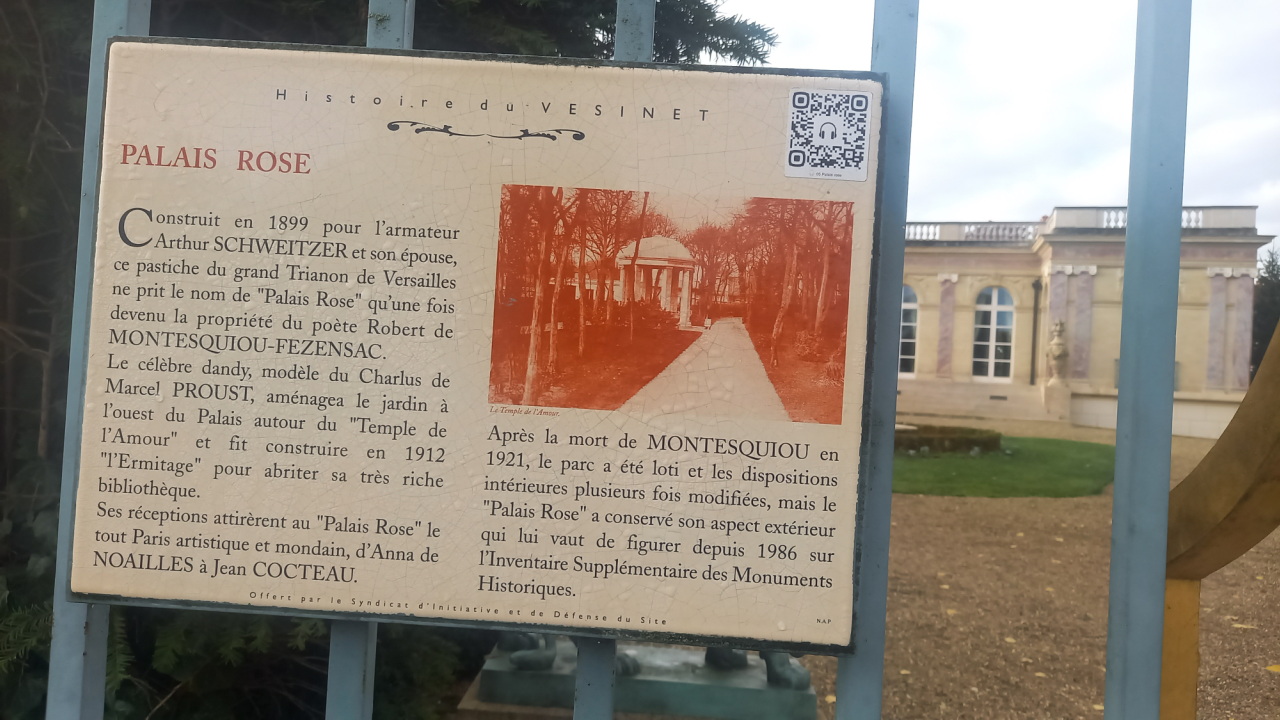 Histoire du VESINET
PALAIS ROSE
Construit en 1899 pour l'armateur
Arthur SCHWEITZER et son épouse,
ce pastiche du grand Trianon de Versailles
ne prit le nom de "Palais Rose" qu'une fois
devenu la propriété du poète Robert de
MONTESQUIOU-FEZENSAC.
Le célèbre dandy, modèle du Charlus de
Marcel PROUST, aménagea le jardin à
l'ouest du Palais autour du "Temple de
l'Amour" et fit construire en 1912
"l'Ermitage" pour abriter sa très riche
bibliothèque.
Ses réceptions attirèrent au "Palais Rose" le
tout Paris artistique et mondain, d'Anna de
NOAILLES à Jean COCTEAU.
Le Temple de l'Amour.
Après la mort de MONTESQUIOU en
1921, le parc a été loti et les dispositions
intérieures plusieurs fois modifiées, mais le
"Palais Rose" a conservé son aspect extérieur
qui lui vaut de figurer depuis 1986 sur
l'Inventaire Supplémentaire des Monuments
Historiques.
Offert par le Syndicat d'Initiative et de Défense du Site
N.A.P